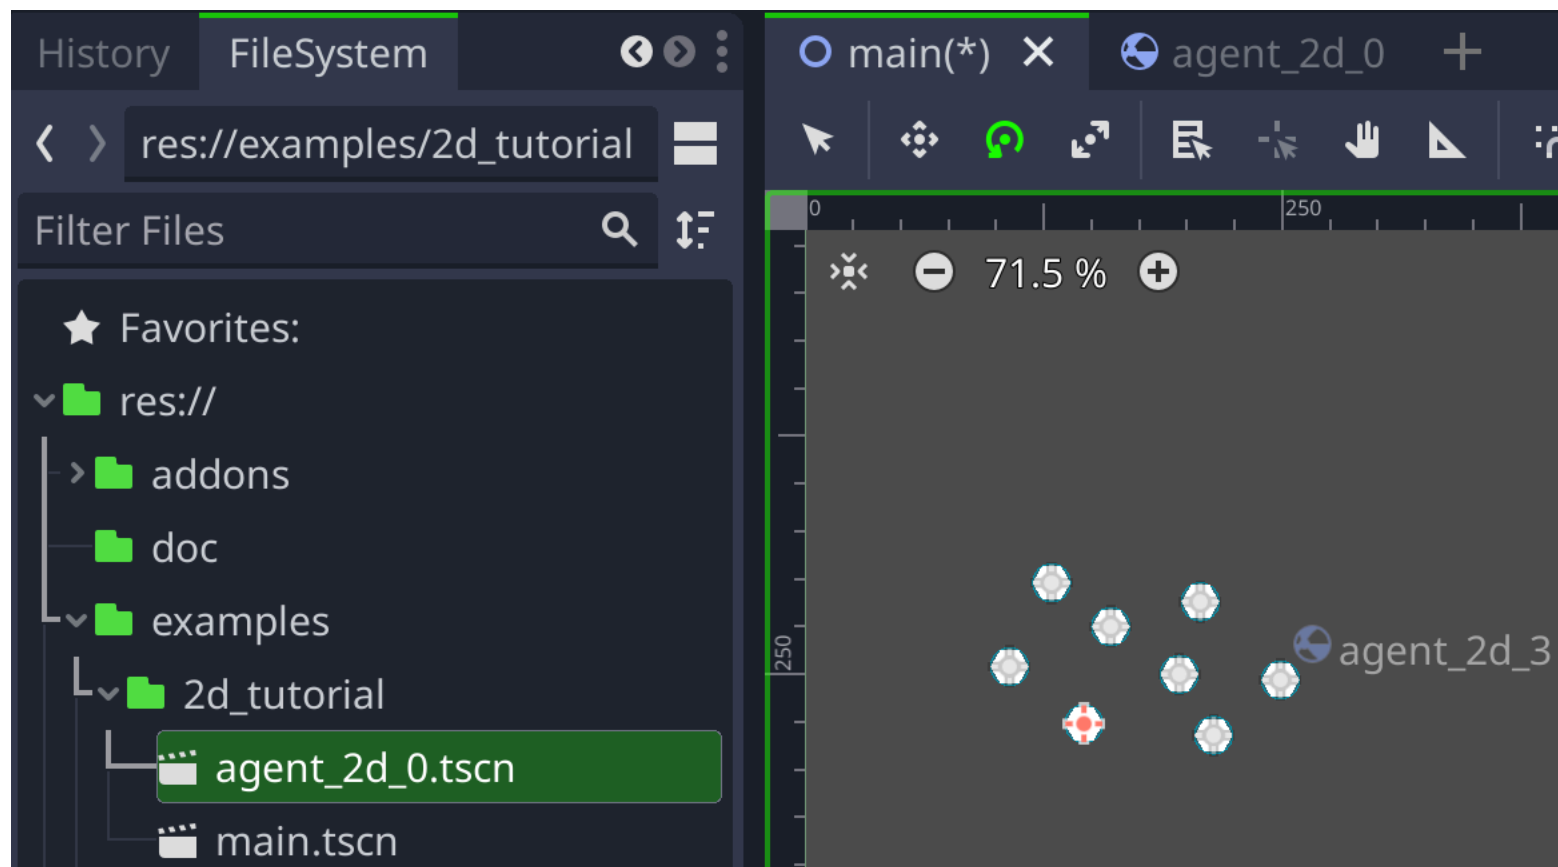 History FileSystem
main(*) agent_2d_0
res://examples/2d_tutorial
Filter Files
0 250
71.5 %
Favorites:
res://
addons
doc
examples
2d_tutorial
agent_2d_0.tscn
main.tscn
250
agent_2d_3